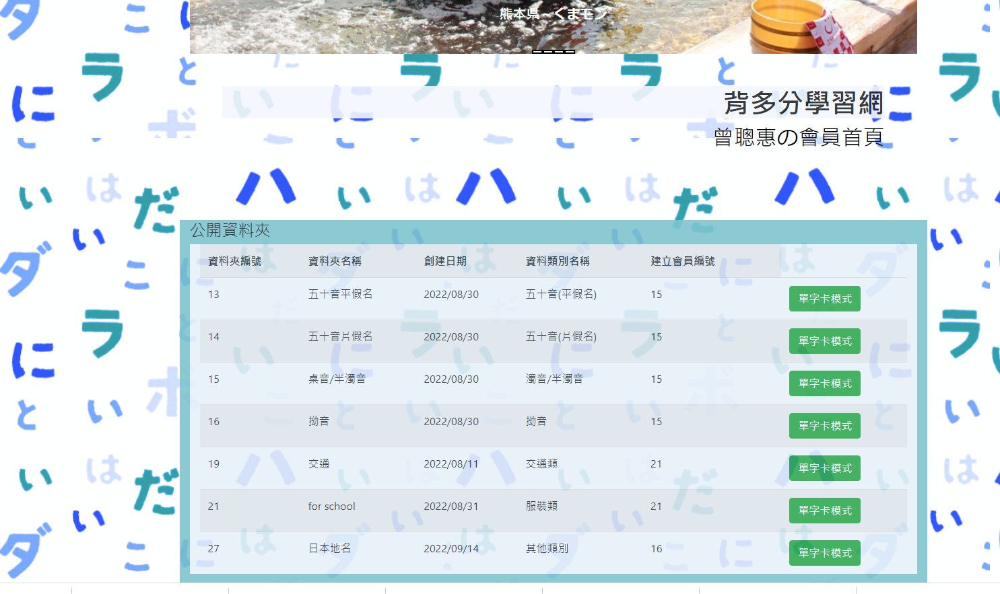 熊本県~くまモン
背多分學習網
曾聰惠の會員首頁
公開資料夾
資料夾編號 資料夾名稱 創建日期 資料類別名稱 建立會員編號
13 五十音平假名 2022/08/30 五十音(平假名) 15 單字卡模式
14 五十音片假名 2022/08/30 五十音(片假名) 15 單字卡模式
15 桌音/半濁音 2022/08/30 濁音/半濁音 15 單字卡模式
16 拗音 2022/08/30 拗音 15 單字卡模式
19 交通 2022/08/11 交通類 21 單字卡模式
21 for school 2022/08/31 服裝類 21 單字卡模式
27 日本地名 2022/09/14 其他類別 16 單字卡模式